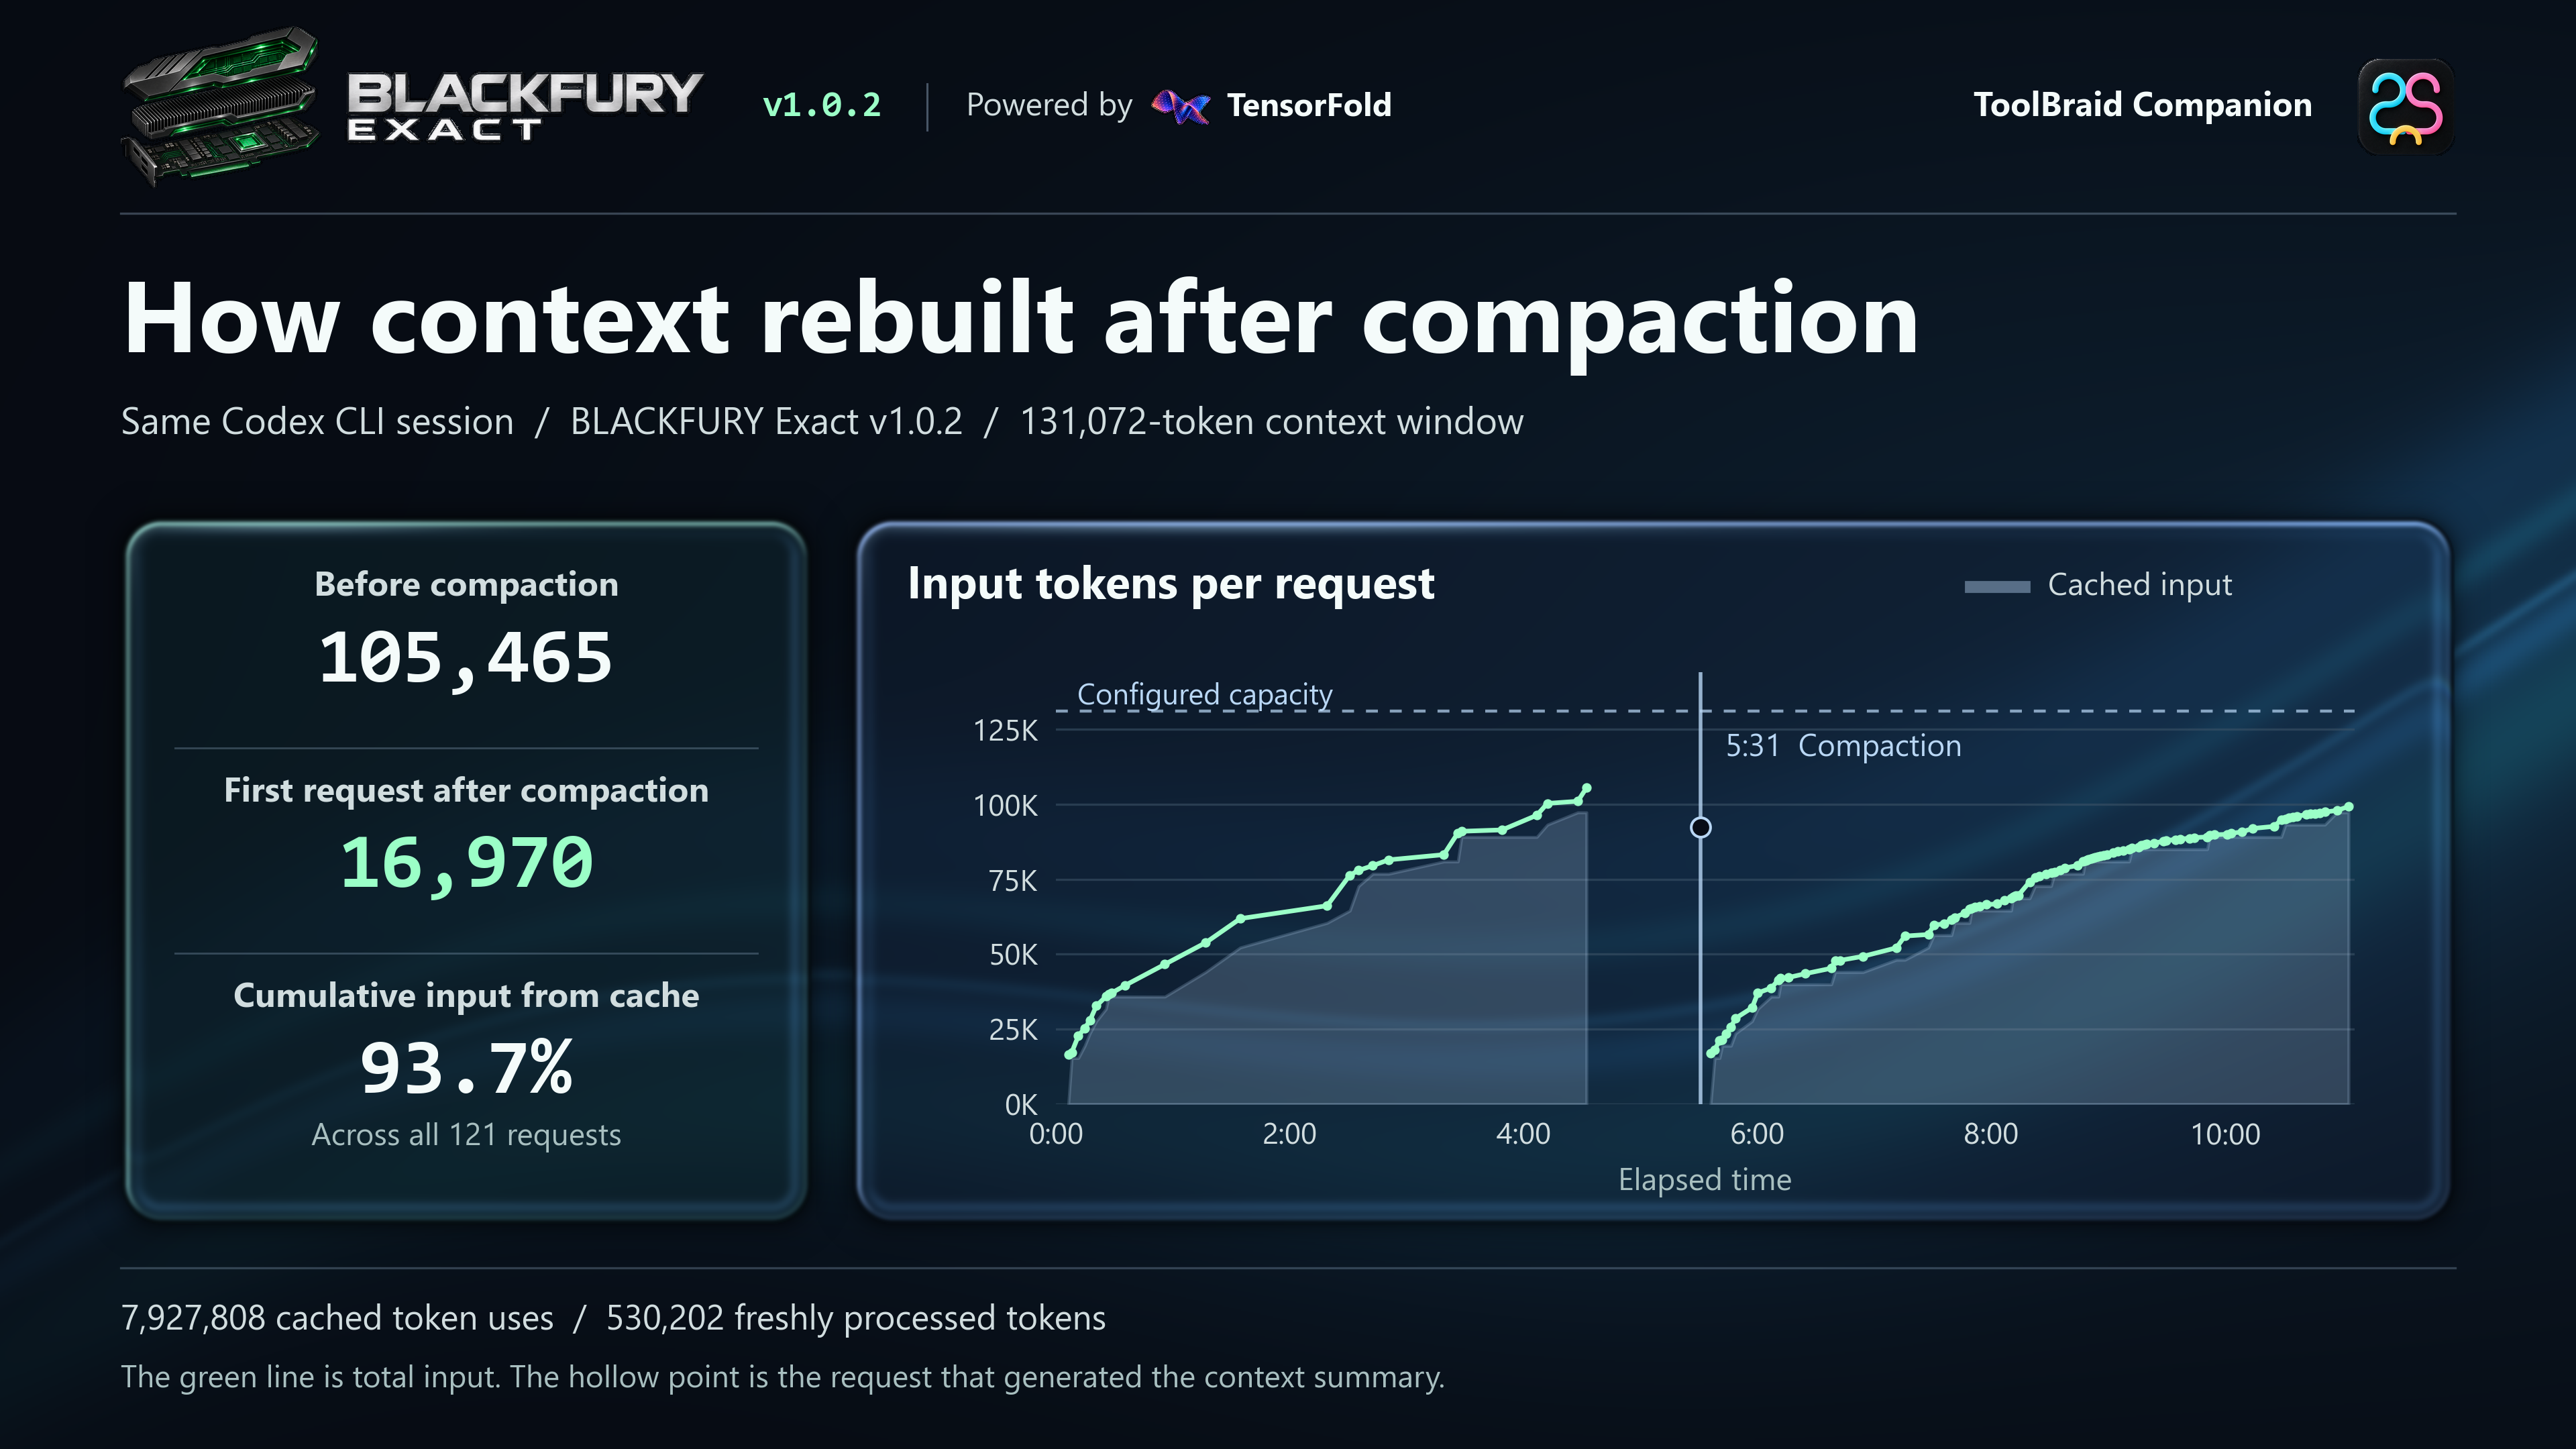 BLACKFURY
EXACT
v1.0.2
Powered by TensorFold
ToolBraid Companion
How context rebuilt after compaction
Same Codex CLI session / BLACKFURY Exact v1.0.2 / 131,072-token context window
Before compaction
105,465
First request after compaction
16,970
Cumulative input from cache
93.7%
Across all 121 requests
Input tokens per request
Cached input
Configured capacity
125K
5:31 Compaction
100K
75K
50K
25K
0K
0:00 2:00 4:00 6:00 8:00 10:00
Elapsed time
7,927,808 cached token uses / 530,202 freshly processed tokens
The green line is total input. The hollow point is the request that generated the context summary.